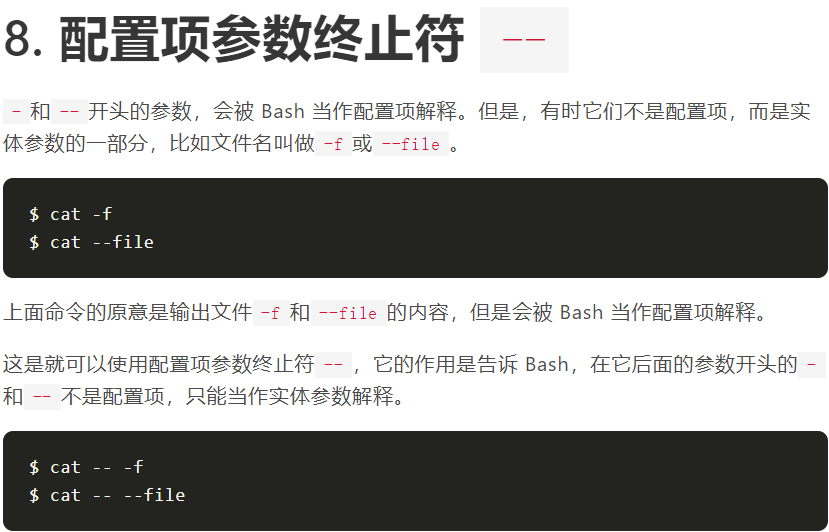 8. 配置项参数终止符 --
- 和 -- 开头的参数，会被 Bash 当作配置项解释。但是，有时它们不是配置项，而是实
体参数的一部分，比如文件名叫做 -f 或 --file 。
$ cat -f
$ cat --file
上面命令的原意是输出文件 -f 和 --file 的内容，但是会被 Bash 当作配置项解释。
这是就可以使用配置项参数终止符 -- ，它的作用是告诉 Bash，在它后面的参数开头的 -
和 -- 不是配置项，只能当作实体参数解释。
$ cat -- -f
$ cat -- --file